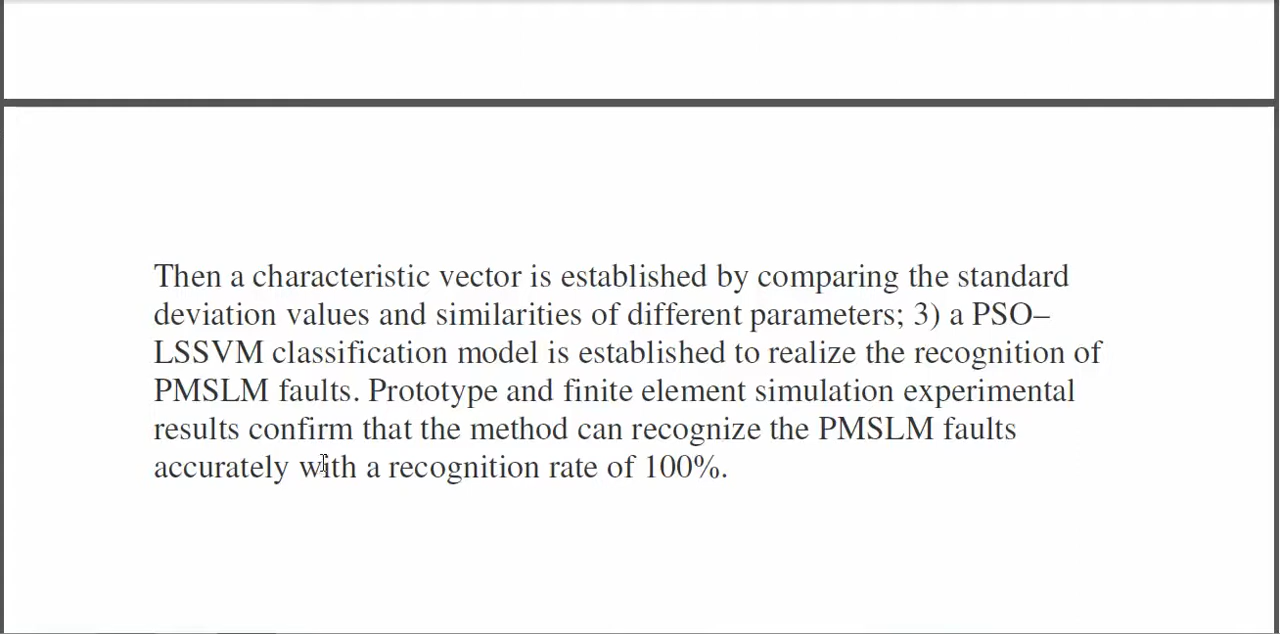 Then a characteristic vector is established by comparing the standard
deviation values and similarities of different parameters; 3) a PSO–
LSSVM classification model is established to realize the recognition of
PMSLM faults. Prototype and finite element simulation experimental
results confirm that the method can recognize the PMSLM faults
accurately with a recognition rate of 100%.